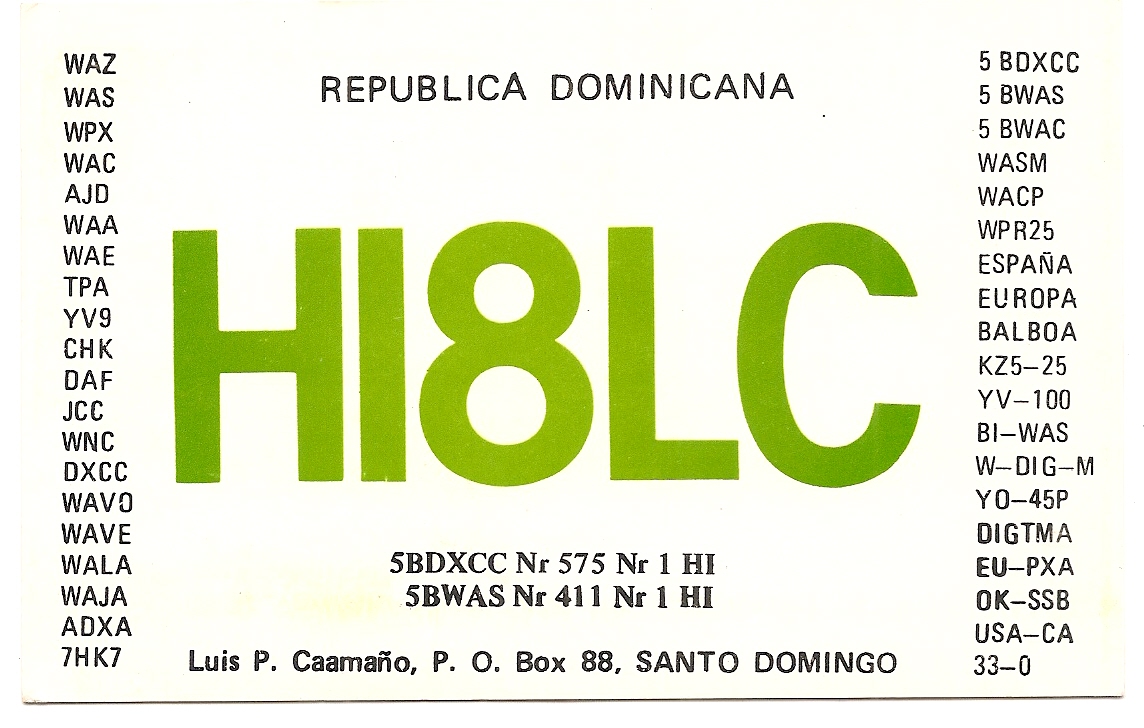 REPUBLICA DOMINICANA
WAZ
WAS
WPX
WAC
AJD
WAA
WAE
TPA
YV9
CHK
DAF
JCC
WNC
DXCC
WAVO
WAVE
WALA
WAJA
ADXA
7HK7
HI8LC
5BDXCC Nr 575 Nr 1 HI
5BWAS Nr 411 Nr 1 HI
Luis P. Caamaño, P. O. Box 88, SANTO DOMINGO
5 BDXCC
5 BWAS
5 BWAC
WASM
WACP
WPR25
ESPAÑA
EUROPA
BALBOA
KZ5–25
YV–100
BI–WAS
W–DIG–M
YO–45P
DIGTMA
EU–PXA
OK–SSB
USA–CA
33–0